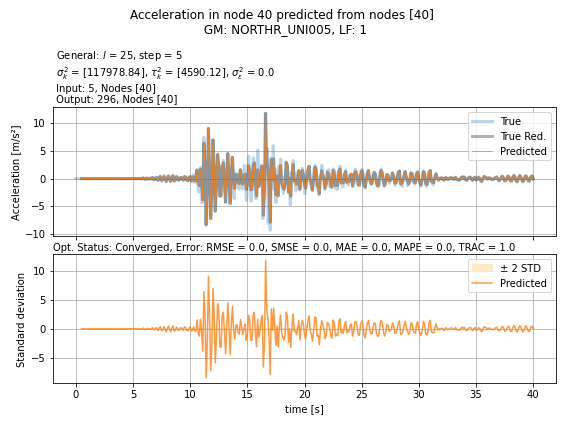 Acceleration in node 40 predicted from nodes [40]
GM: NORTHR_UNI005, LF: 1
General: l = 25, step = 5
σ²ₖ = [117978.84], τ²ₖ = [4590.12], σ²ε = 0.0
Input: 5, Nodes [40]
Output: 296, Nodes [40]
Acceleration [m/s²]
10
5
0
−5
−10
True
True Red.
Predicted
Opt. Status: Converged, Error: RMSE = 0.0, SMSE = 0.0, MAE = 0.0, MAPE = 0.0, TRAC = 1.0
Standard deviation
10
5
0
−5
± 2 STD
Predicted
0 5 10 15 20 25 30 35 40
time [s]